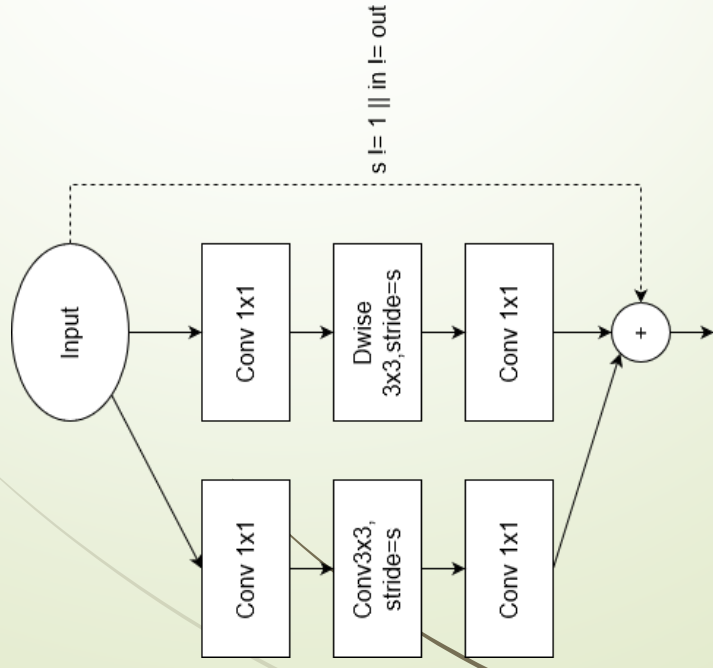 s != 1 || in != out
Input
Conv 1x1
Dwise
3x3,stride=s
Conv 1x1
+
Conv 1x1
Conv3x3,
stride=s
Conv 1x1